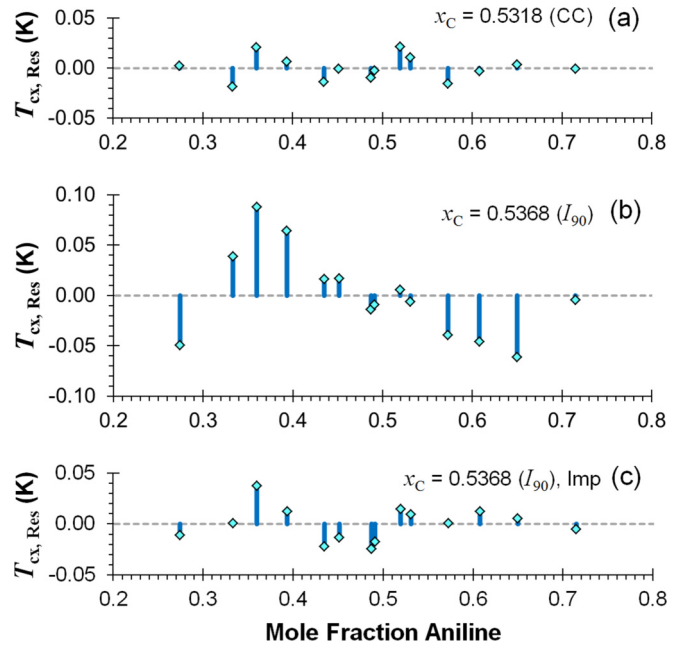 x_C = 0.5318 (CC) (a)
T_cx, Res (K)
0.05
0.00
-0.05
0.2 0.3 0.4 0.5 0.6 0.7 0.8
x_C = 0.5368 (I_90) (b)
T_cx, Res (K)
0.10
0.05
0.00
-0.05
-0.10
0.2 0.3 0.4 0.5 0.6 0.7 0.8
x_C = 0.5368 (I_90), Imp (c)
T_cx, Res (K)
0.05
0.00
-0.05
0.2 0.3 0.4 0.5 0.6 0.7 0.8
Mole Fraction Aniline